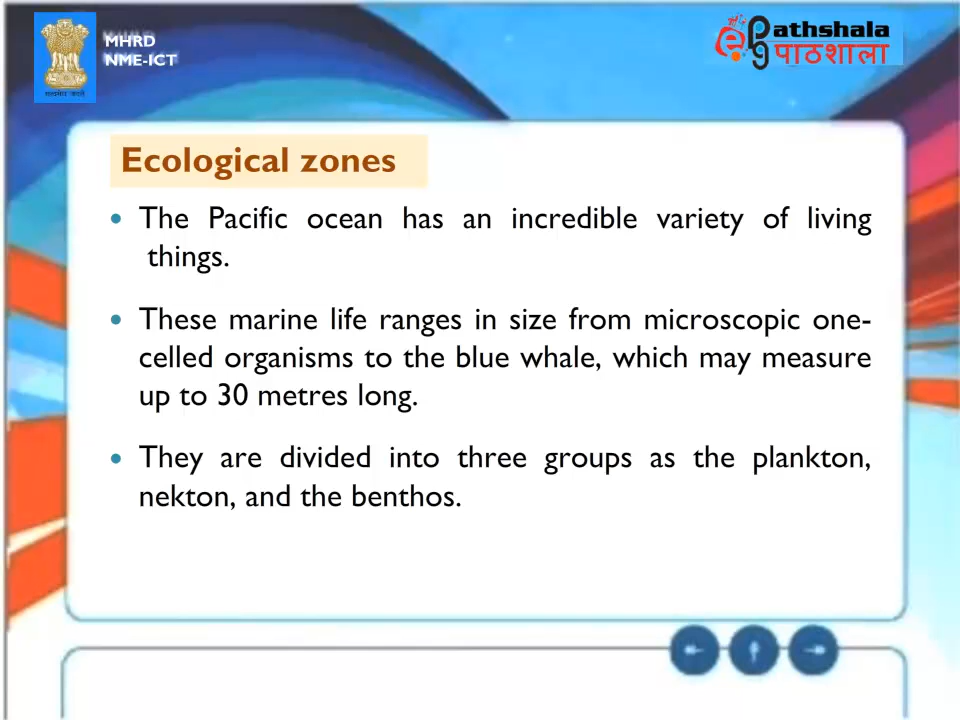 MHRD
NME-ICT
e pg athshala
पाठशाला
Ecological zones
• The Pacific ocean has an incredible variety of living
things.
• These marine life ranges in size from microscopic one-
celled organisms to the blue whale, which may measure
up to 30 metres long.
• They are divided into three groups as the plankton,
nekton, and the benthos.